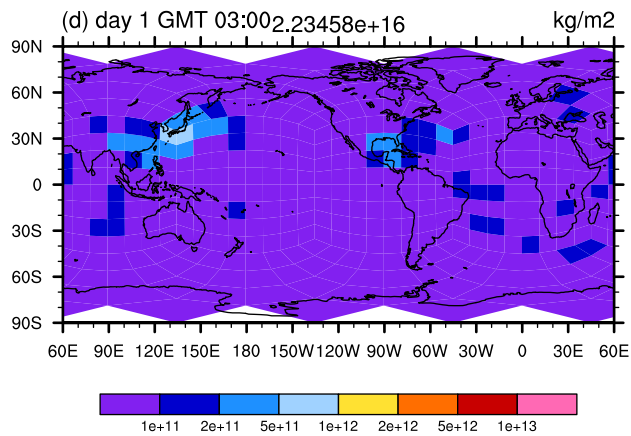 (d) day 1 GMT 03:00 2.23458e+16 kg/m2
90N
60N
30N
0
30S
60S
90S
60E 90E 120E 150E 180 150W 120W 90W 60W 30W 0 30E 60E
1e+11 2e+11 5e+11 1e+12 2e+12 5e+12 1e+13